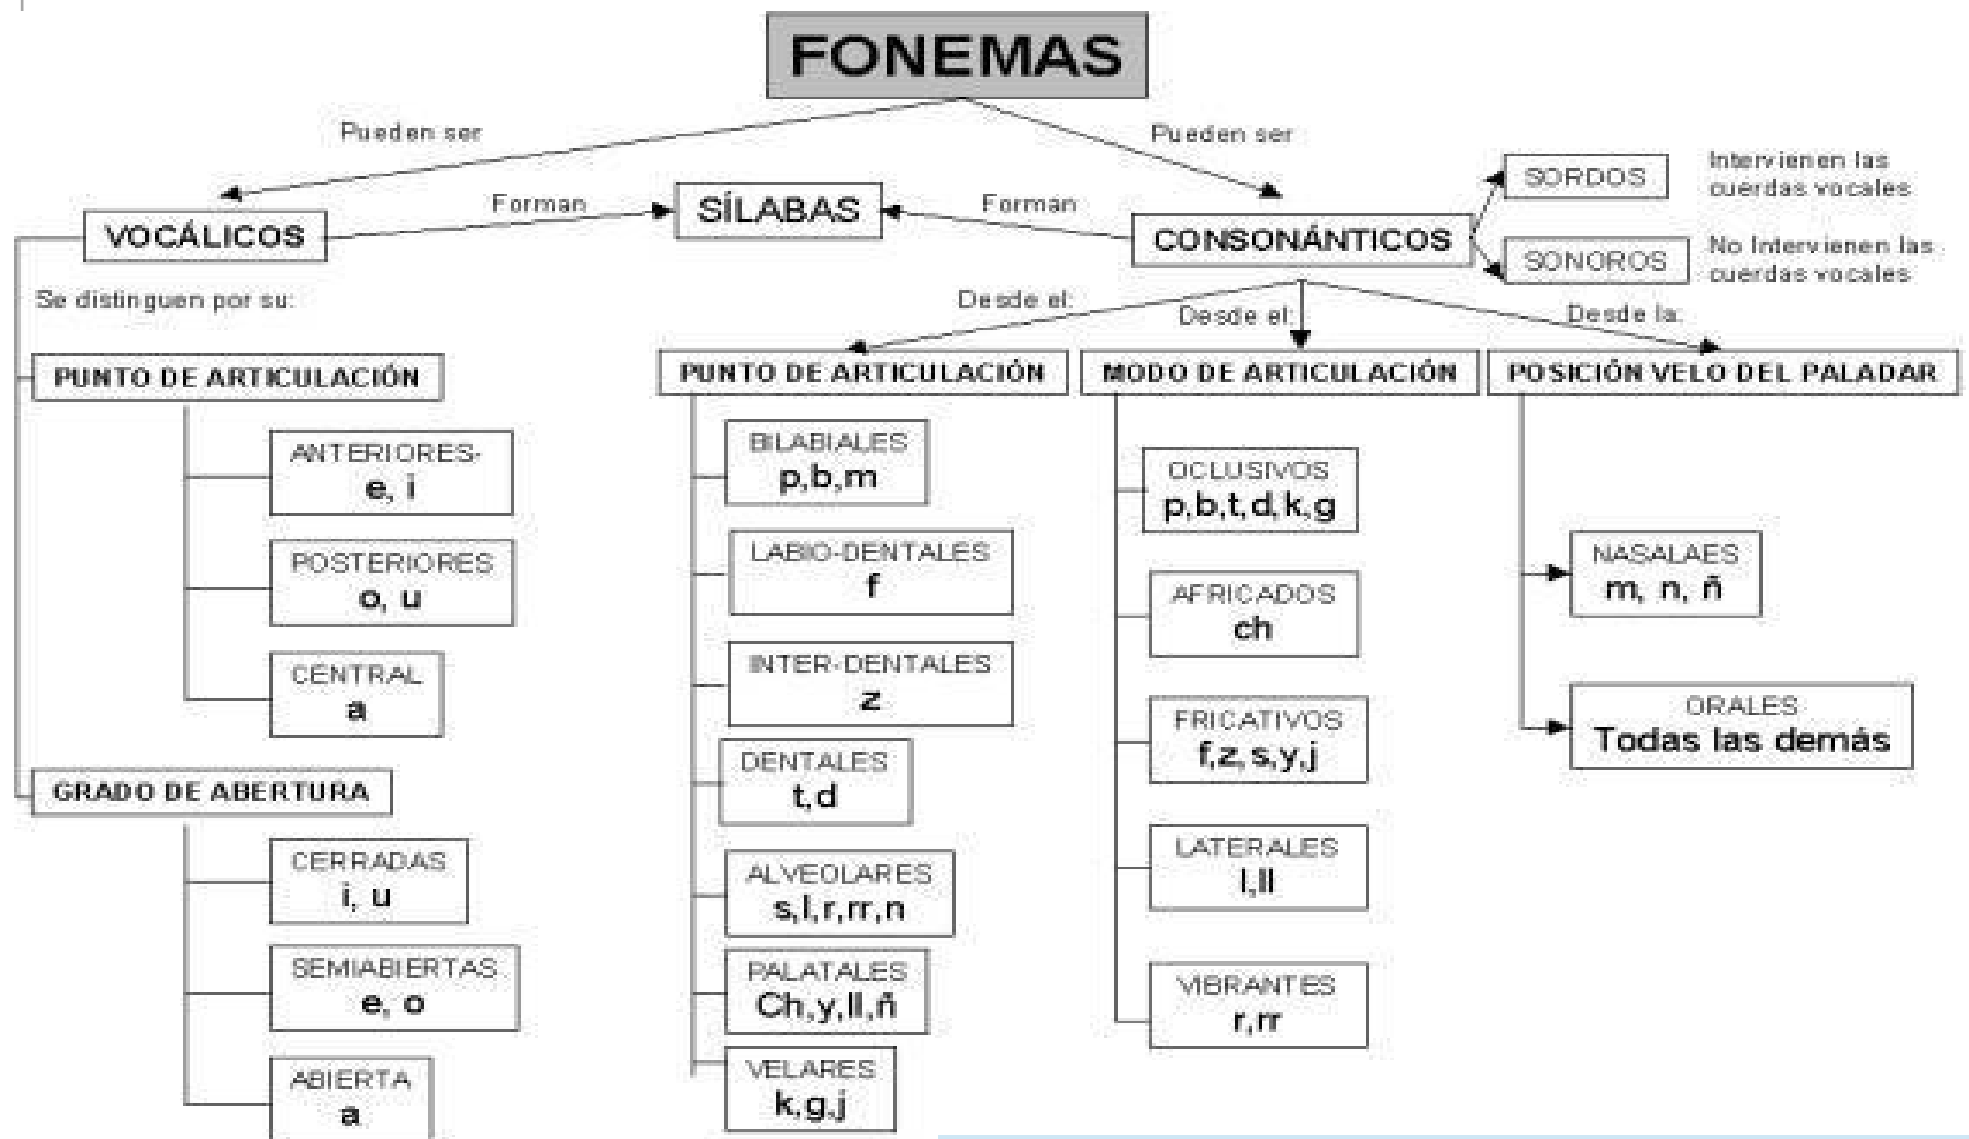 FONEMAS
Pueden ser
Pueden ser
SORDOS
Intervienen las
cuerdas vocales
Forman
SÍLABAS
Forman
VOCÁLICOS
CONSONÁNTICOS
SONOROS
No Intervienen las
cuerdas vocales
Se distinguen por su:
Desde el:
Desde el:
Desde la:
PUNTO DE ARTICULACIÓN
ANTERIORES-
e, i
POSTERIORES
o, u
CENTRAL
a
GRADO DE ABERTURA
CERRADAS
i, u
SEMIABIERTAS
e, o
ABIERTA
a
PUNTO DE ARTICULACIÓN
BILABIALES
p,b,m
LABIO-DENTALES
f
INTER-DENTALES
z
DENTALES
t,d
ALVEOLARES
s,l,r,rr,n
PALATALES
Ch,y,ll,ñ
VELARES
k,g,j
MODO DE ARTICULACIÓN
OCLUSIVOS
p,b,t,d,k,g
AFRICADOS
ch
FRICATIVOS
f,z,s,y,j
LATERALES
l,ll
VIBRANTES
r,rr
POSICIÓN VELO DEL PALADAR
NASALAES
m, n, ñ
ORALES
Todas las demás